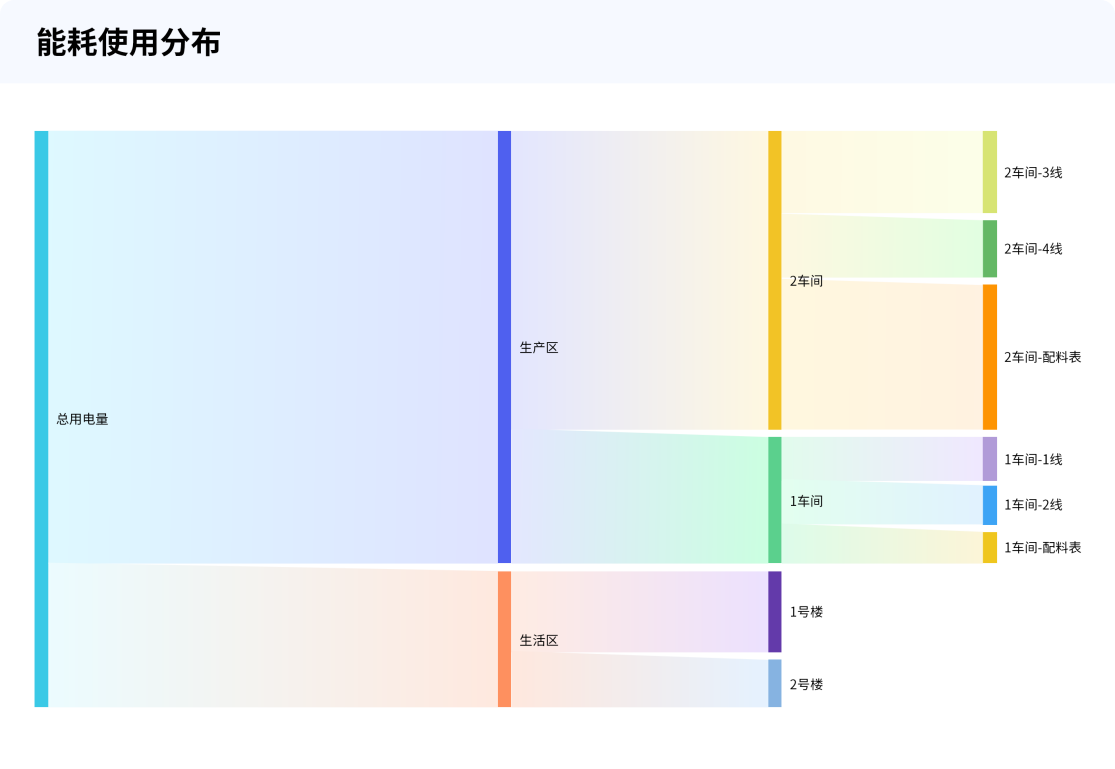 能耗使用分布
总用电量
生产区
生活区
2车间
1车间
1号楼
2号楼
2车间-3线
2车间-4线
2车间-配料表
1车间-1线
1车间-2线
1车间-配料表